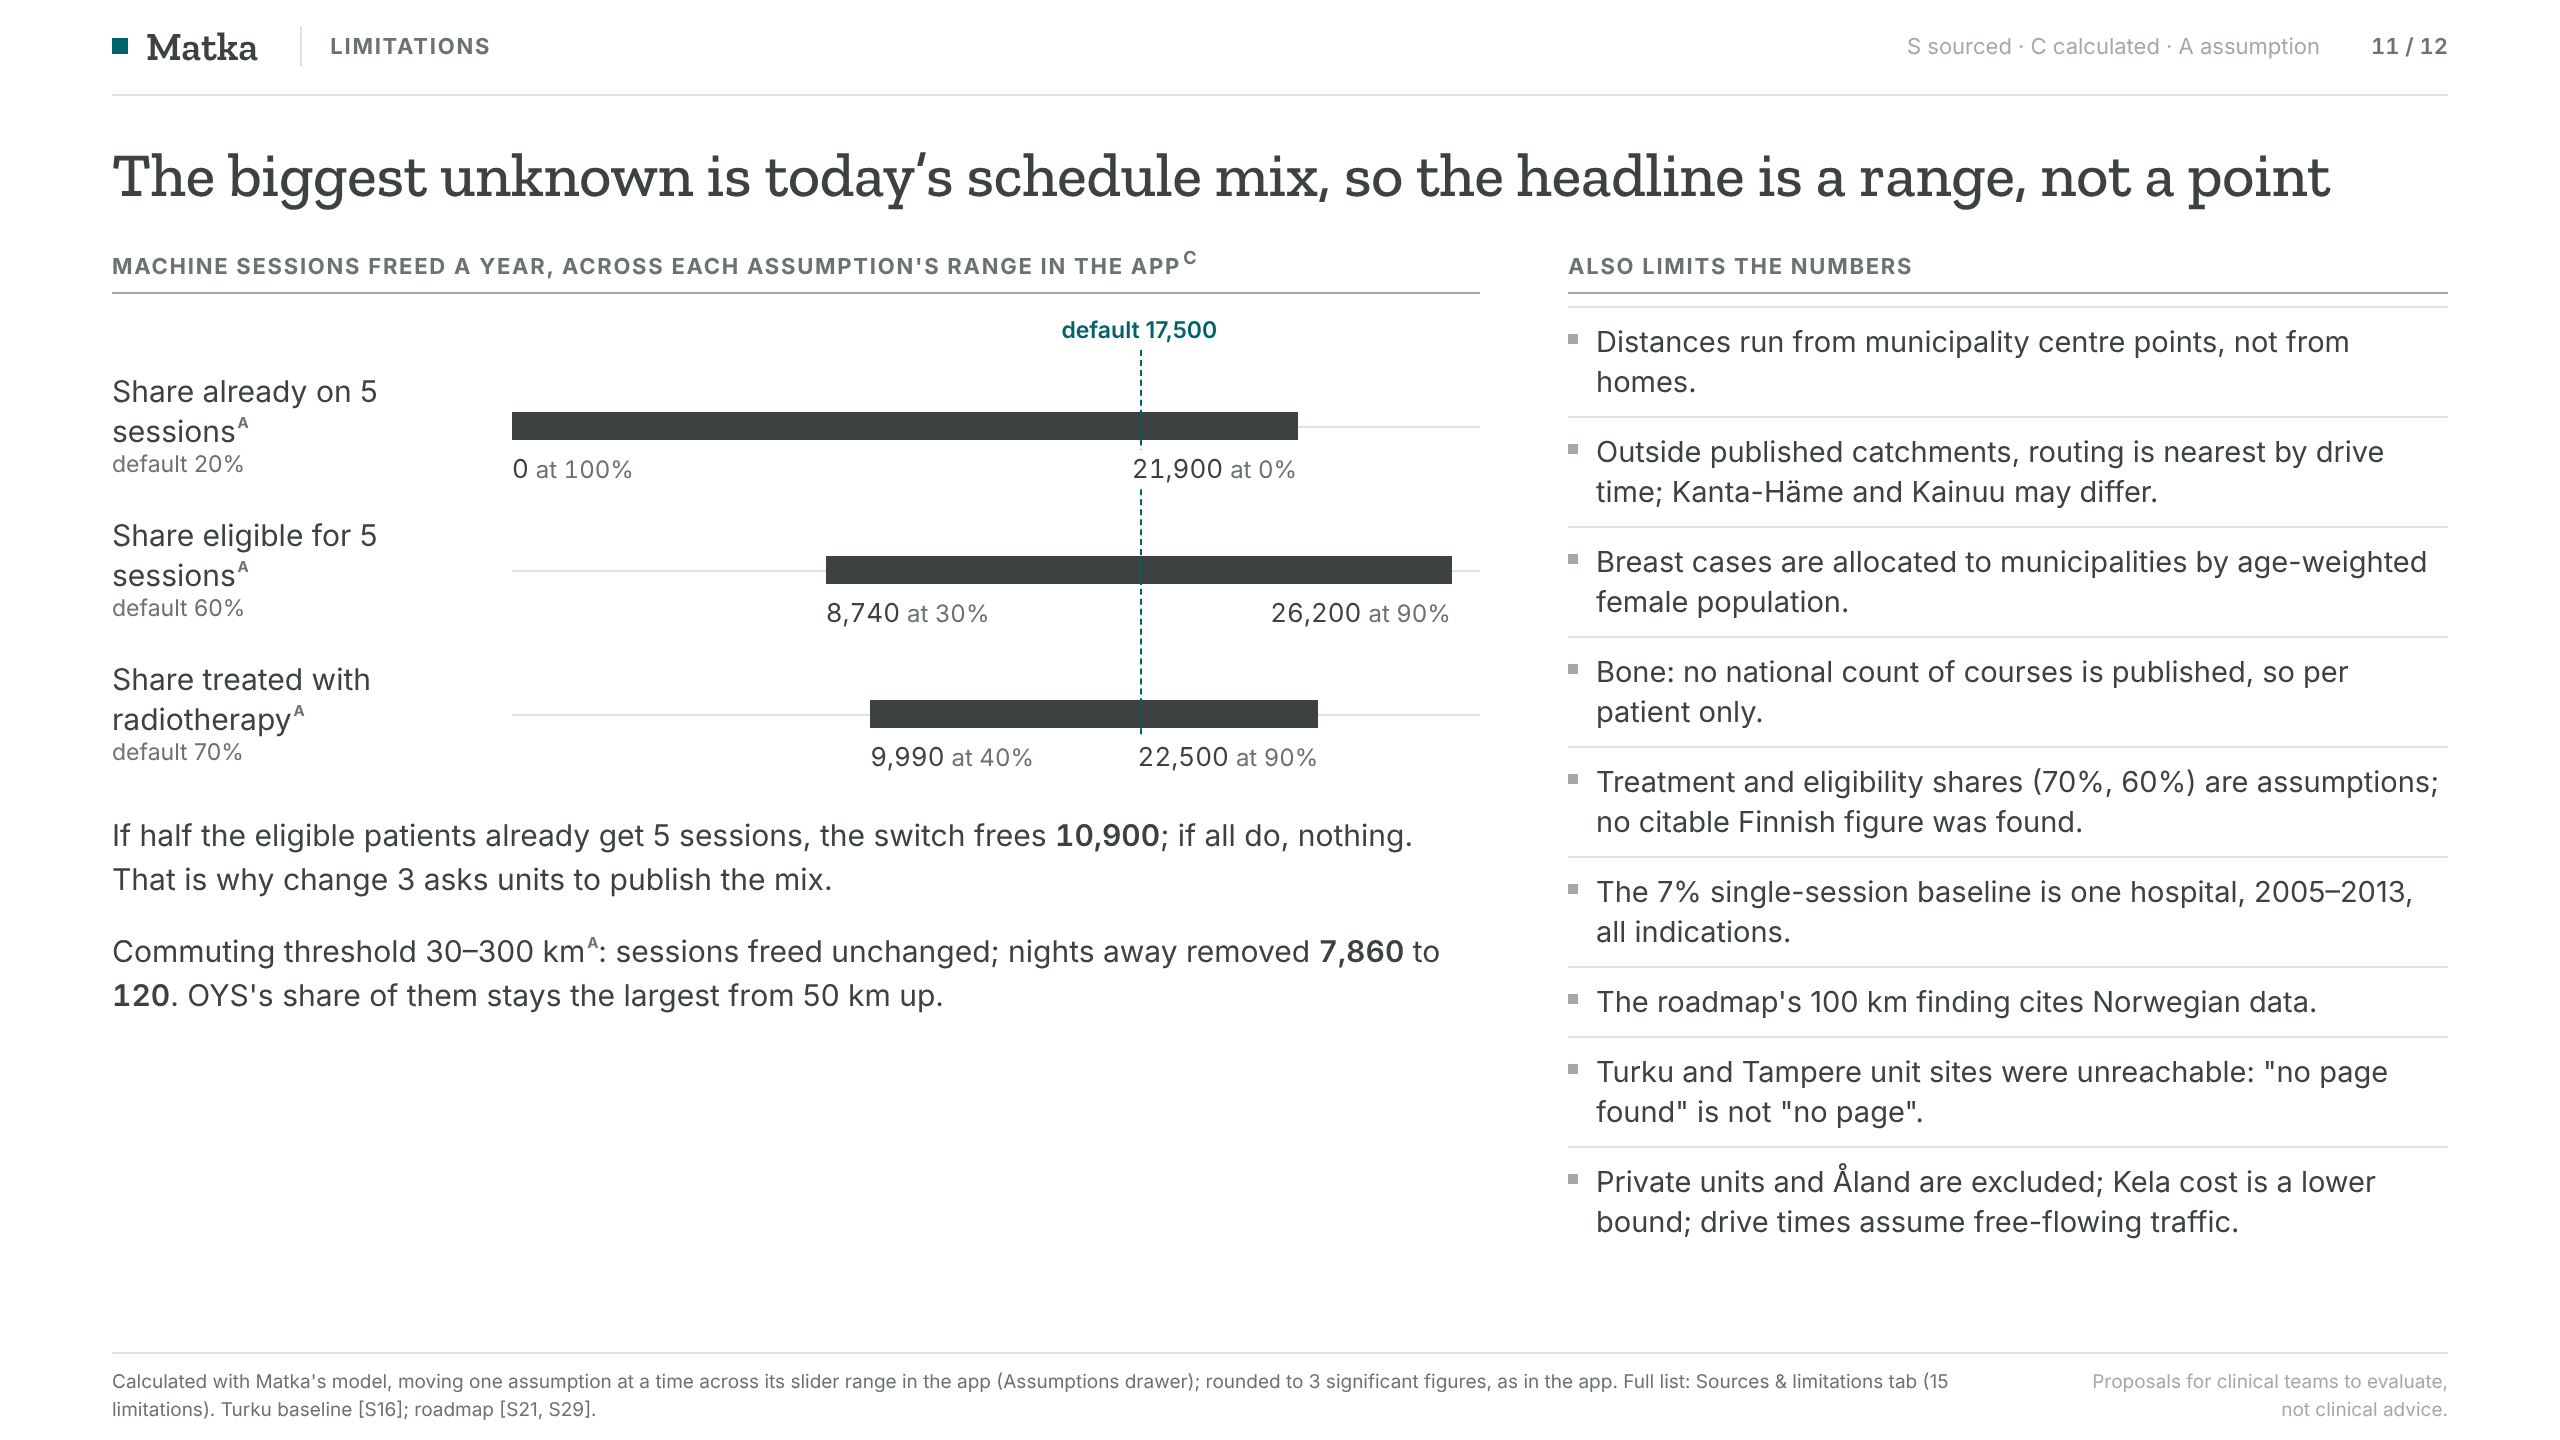 Matka
LIMITATIONS
S sourced · C calculated · A assumption
11 / 12
The biggest unknown is today's schedule mix, so the headline is a range, not a point
MACHINE SESSIONS FREED A YEAR, ACROSS EACH ASSUMPTION'S RANGE IN THE APP C
default 17,500
Share already on 5
sessions A
default 20%
0 at 100%
21,900 at 0%
Share eligible for 5
sessions A
default 60%
8,740 at 30%
26,200 at 90%
Share treated with
radiotherapy A
default 70%
9,990 at 40%
22,500 at 90%
If half the eligible patients already get 5 sessions, the switch frees 10,900; if all do, nothing.
That is why change 3 asks units to publish the mix.
Commuting threshold 30–300 km A: sessions freed unchanged; nights away removed 7,860 to
120. OYS's share of them stays the largest from 50 km up.
ALSO LIMITS THE NUMBERS
Distances run from municipality centre points, not from
homes.
Outside published catchments, routing is nearest by drive
time; Kanta-Häme and Kainuu may differ.
Breast cases are allocated to municipalities by age-weighted
female population.
Bone: no national count of courses is published, so per
patient only.
Treatment and eligibility shares (70%, 60%) are assumptions;
no citable Finnish figure was found.
The 7% single-session baseline is one hospital, 2005–2013,
all indications.
The roadmap's 100 km finding cites Norwegian data.
Turku and Tampere unit sites were unreachable: "no page
found" is not "no page".
Private units and Åland are excluded; Kela cost is a lower
bound; drive times assume free-flowing traffic.
Calculated with Matka's model, moving one assumption at a time across its slider range in the app (Assumptions drawer); rounded to 3 significant figures, as in the app. Full list: Sources & limitations tab (15
limitations). Turku baseline [S16]; roadmap [S21, S29].
Proposals for clinical teams to evaluate,
not clinical advice.